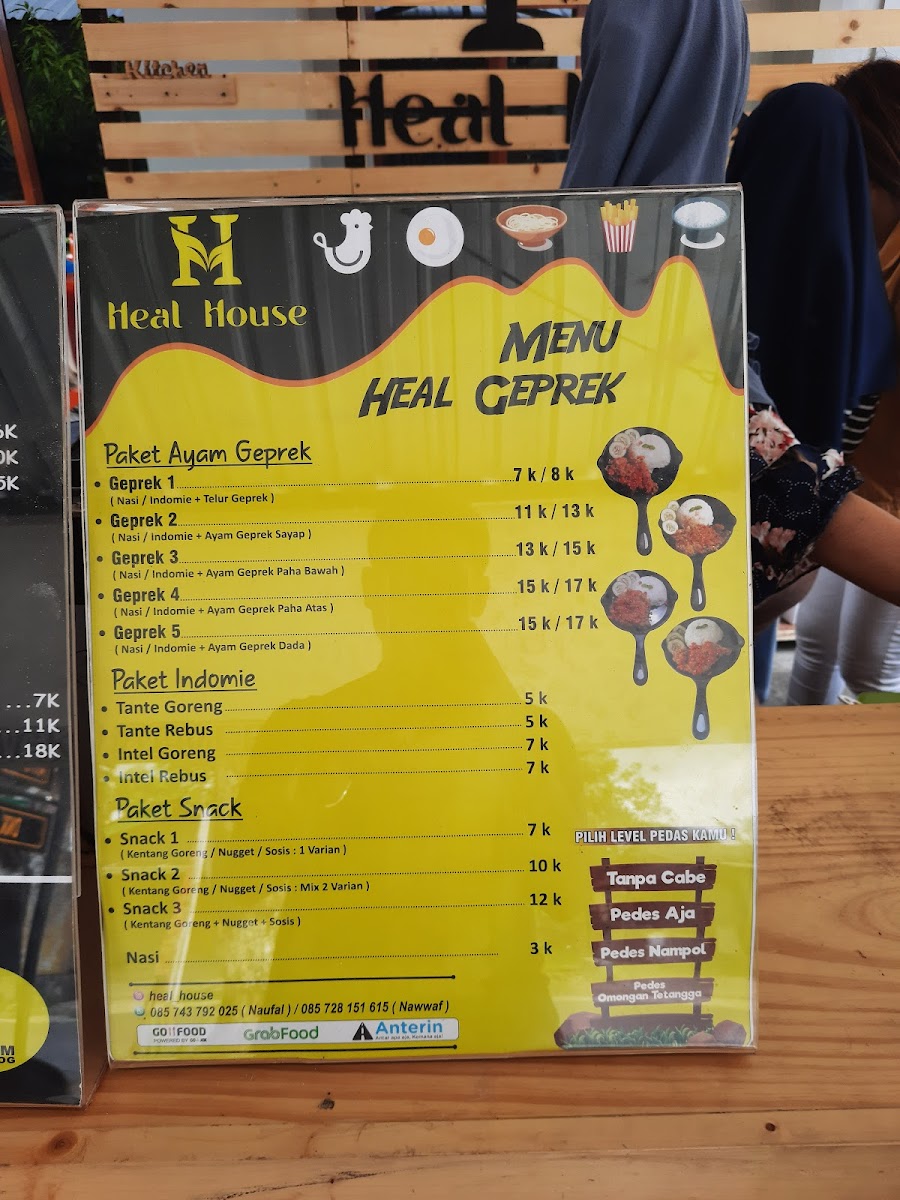 Kitchen
Heal
Heal House
MENU
HEAL GEPREK
Paket Ayam Geprek
• Geprek 1 7 k / 8 k
( Nasi / Indomie + Telur Geprek )
• Geprek 2 11 k / 13 k
( Nasi / Indomie + Ayam Geprek Sayap )
• Geprek 3 13 k / 15 k
( Nasi / Indomie + Ayam Geprek Paha Bawah )
• Geprek 4 15 k / 17 k
( Nasi / Indomie + Ayam Geprek Paha Atas )
• Geprek 5 15 k / 17 k
( Nasi / Indomie + Ayam Geprek Dada )
Paket Indomie
• Tante Goreng 5 k
• Tante Rebus 5 k
• Intel Goreng 7 k
• Intel Rebus 7 k
Paket Snack
• Snack 1 7 k
( Kentang Goreng / Nugget / Sosis : 1 Varian )
• Snack 2 10 k
( Kentang Goreng / Nugget / Sosis : Mix 2 Varian )
• Snack 3 12 k
( Kentang Goreng + Nugget + Sosis )
Nasi 3 k
PILIH LEVEL PEDAS KAMU !
Tanpa Cabe
Pedes Aja
Pedes Nampol
Pedes
Omongan Tetangga
heal_house
085 743 792 025 ( Naufal ) / 085 728 151 615 ( Nawwaf )
GOFOOD
GrabFood
Anterin
...7K
...11K
...18K